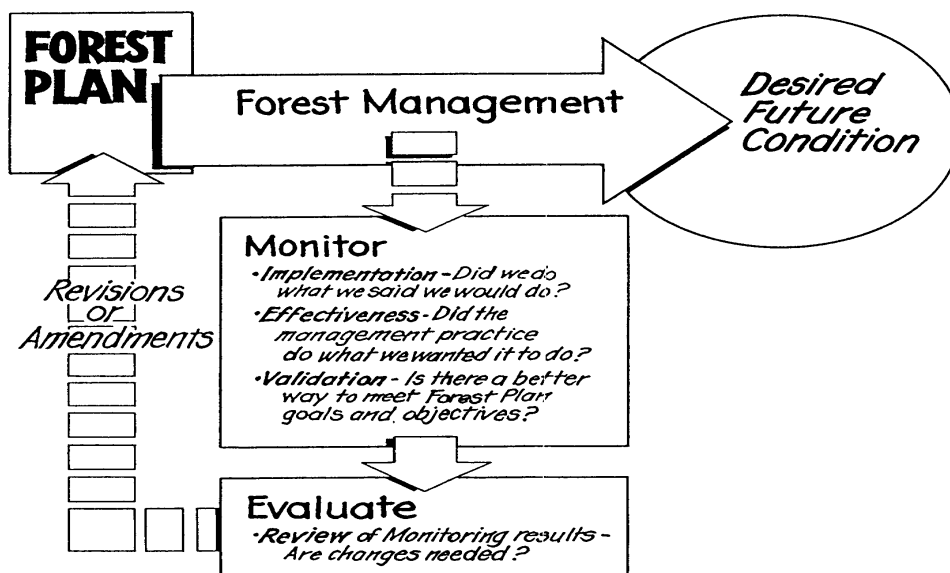 FOREST
PLAN
Forest Management
Desired
Future
Condition
Monitor
•Implementation - Did we do
what we said we would do?
•Effectiveness - Did the
management practice
do what we wanted it to do?
•Validation - Is there a better
way to meet Forest Plan
goals and objectives?
Revisions
or
Amendments
Evaluate
•Review of Monitoring results -
Are changes needed?